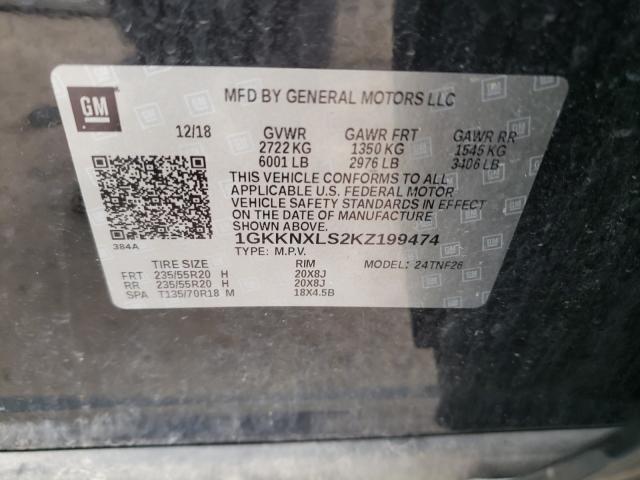 GM
MFD BY GENERAL MOTORS LLC
12/18 GVWR GAWR FRT GAWR RR
2722 KG 1350 KG 1545 KG
6001 LB 2976 LB 3406 LB
THIS VEHICLE CONFORMS TO ALL
APPLICABLE U.S. FEDERAL MOTOR
VEHICLE SAFETY STANDARDS IN EFFECT
ON THE DATE OF MANUFACTURE
SHOWN ABOVE.
384A
1GKKNXLS2KZ199474
TYPE: M.P.V. MODEL: 24TNF26
TIRE SIZE RIM
FRT 235/55R20 H 20X8J
RR 235/55R20 H 20X8J
SPA T135/70R18 M 18X4.5B